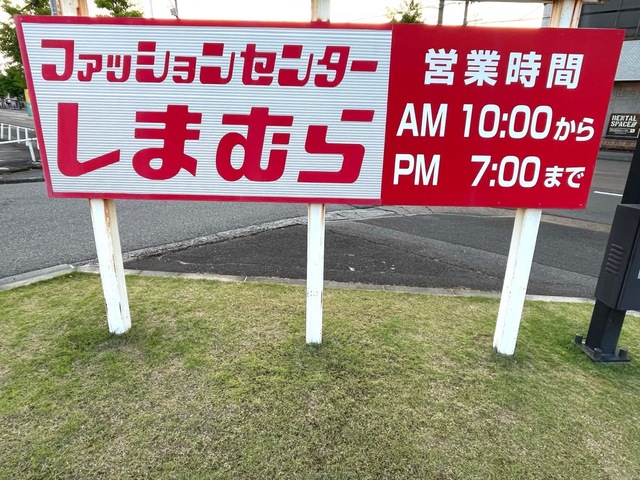 ファッションセンター
しまむら
営業時間
AM 10:00から
PM 7:00まで
RENTAL
SPACE!!